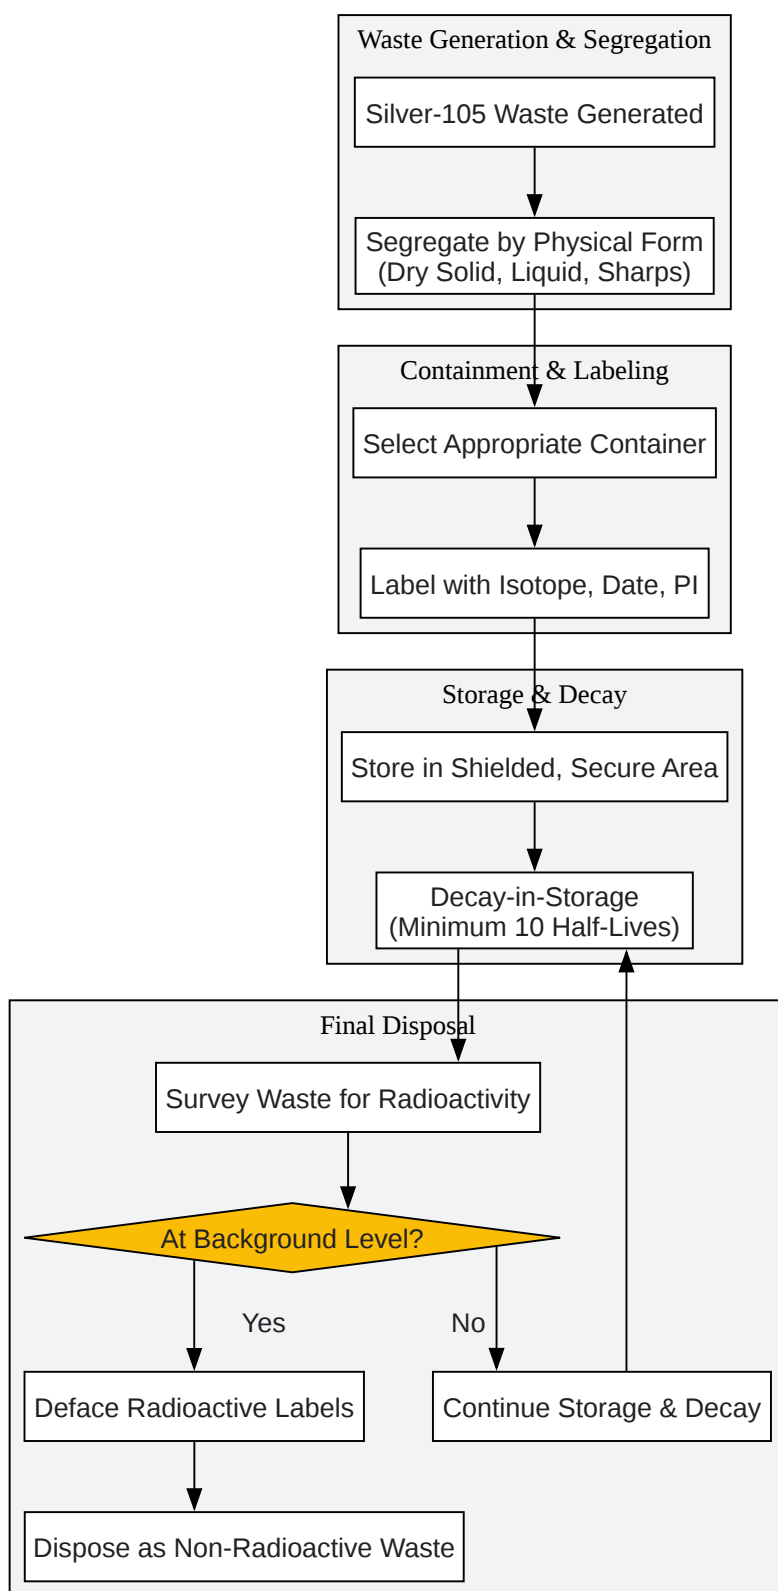 Waste Generation & Segregation
Silver-105 Waste Generated
Segregate by Physical Form
(Dry Solid, Liquid, Sharps)
Containment & Labeling
Select Appropriate Container
Label with Isotope, Date, PI
Storage & Decay
Store in Shielded, Secure Area
Decay-in-Storage
(Minimum 10 Half-Lives)
Final Disposal
Survey Waste for Radioactivity
At Background Level?
Yes
No
Deface Radioactive Labels
Continue Storage & Decay
Dispose as Non-Radioactive Waste